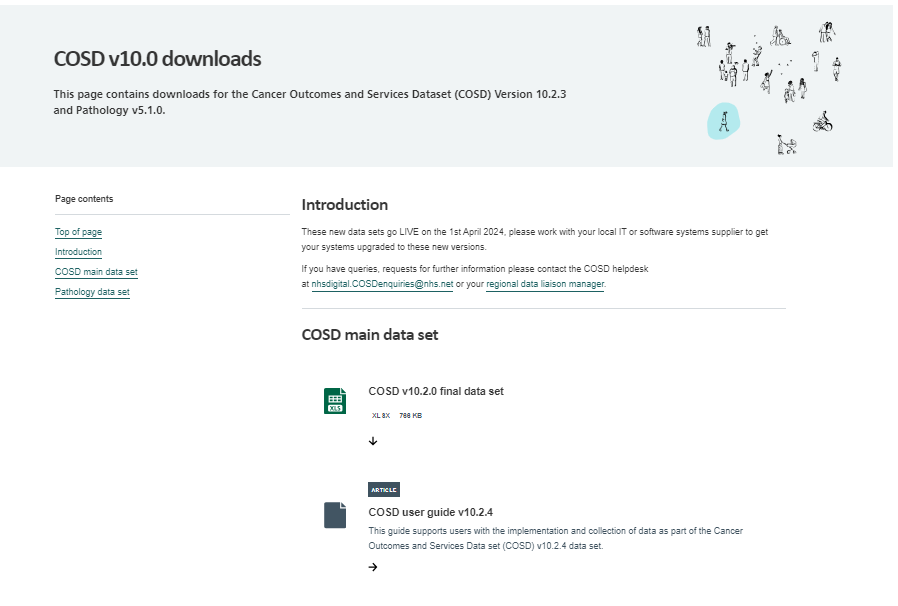 COSD v10.0 downloads
This page contains downloads for the Cancer Outcomes and Services Dataset (COSD) Version 10.2.3
and Pathology v5.1.0.
Page contents
Top of page
Introduction
COSD main data set
Pathology data set
Introduction
These new data sets go LIVE on the 1st April 2024, please work with your local IT or software systems supplier to get
your systems upgraded to these new versions.
If you have queries, requests for further information please contact the COSD helpdesk
at nhsdigital.COSDenquiries@nhs.net or your regional data liaison manager.
COSD main data set
XLS
COSD v10.2.0 final data set
XLSX 766 KB
ARTICLE
COSD user guide v10.2.4
This guide supports users with the implementation and collection of data as part of the Cancer
Outcomes and Services Data set (COSD) v10.2.4 data set.